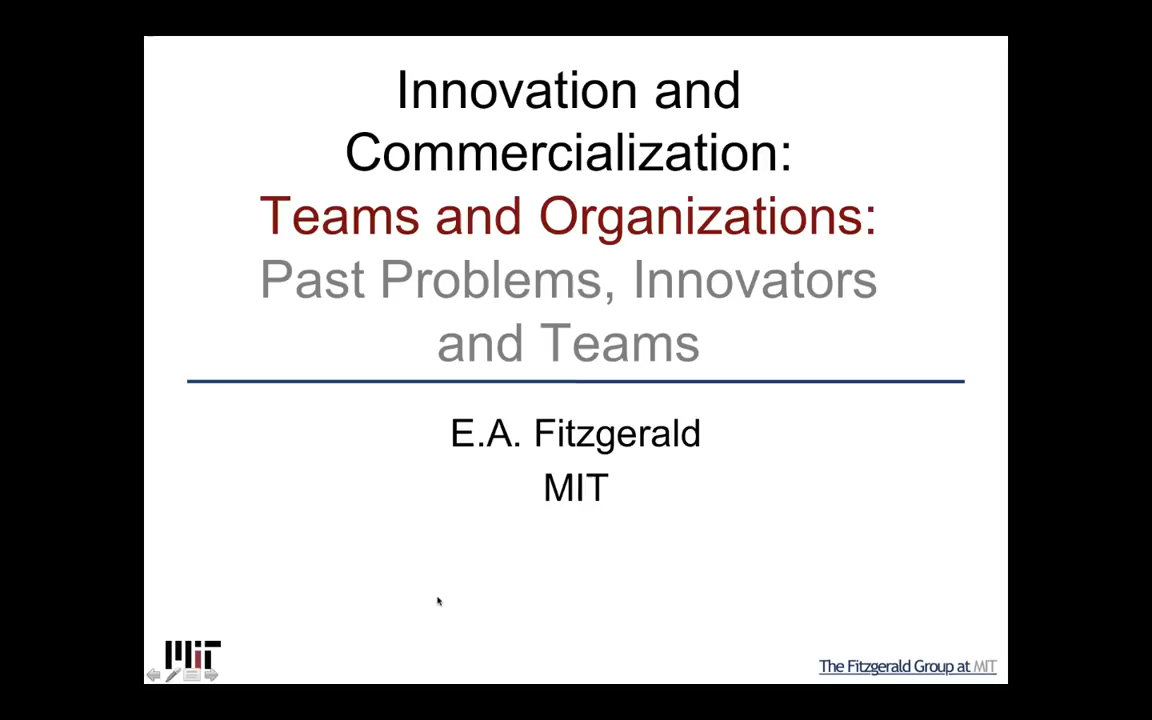 Innovation and
Commercialization:
Teams and Organizations:
Past Problems, Innovators
and Teams
E.A. Fitzgerald
MIT
MIT
The Fitzgerald Group at MIT